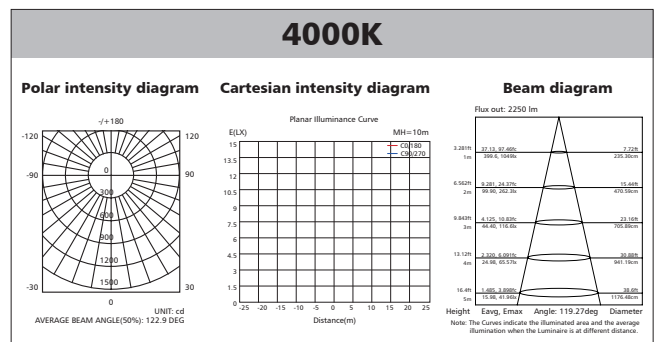 4000K
Polar intensity diagram
-/+180
-120
120
-90
90
0
300
600
900
1200
1500
-30
30
0
UNIT: cd
AVERAGE BEAM ANGLE(50%): 122.9 DEG
Cartesian intensity diagram
Planar Illuminance Curve
E(LX)
MH=10m
C0/180
C90/270
15
13.5
12
10.5
9
7.5
6
4.5
3
1.5
0
-25 -20 -15 -10 -5 0 5 10 15 20 25
Distance(m)
Beam diagram
Flux out: 2250 lm
3.281ft 37.13, 97.46fc 7.72ft
1m 398.6, 1049lx 235.30cm
6.562ft 9.281, 24.37fc 15.44ft
2m 99.90, 262.3lx 470.59cm
9.843ft 4.125, 10.83fc 23.16ft
3m 44.40, 116.6lx 705.89cm
13.12ft 2.320, 6.091fc 30.88ft
4m 24.98, 65.57lx 941.19cm
16.4ft 1.485, 3.898fc 38.6ft
5m 15.98, 41.96lx 1176.48cm
Height Eavg, Emax Angle: 119.27deg Diameter
Note: The Curves indicate the illuminated area and the average
illumination when the Luminaire is at different distance.